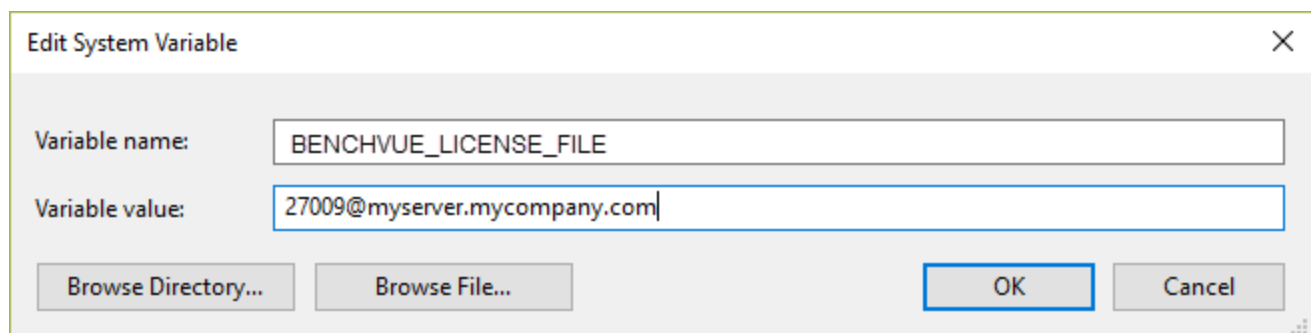 Edit System Variable
Variable name: BENCHVUE_LICENSE_FILE
Variable value: 27009@myserver.mycompany.com
Browse Directory... Browse File... OK Cancel